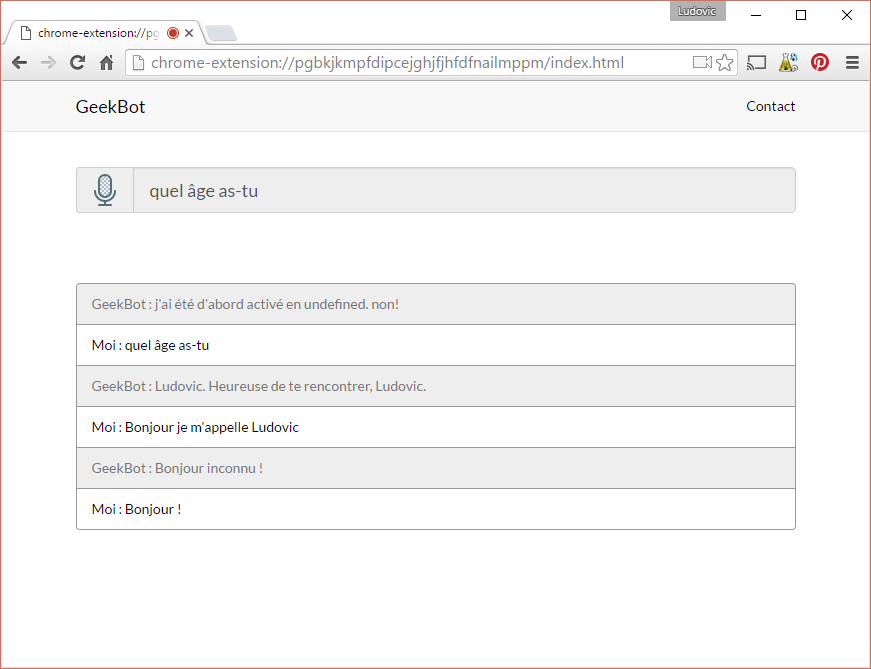 Ludovic
chrome-extension://pg
chrome-extension://pgbkjkmpfdipcejghjfjhfdfnailmppm/index.html
GeekBot Contact
quel âge as-tu
GeekBot : j'ai été d'abord activé en undefined. non!
Moi : quel âge as-tu
GeekBot : Ludovic. Heureuse de te rencontrer, Ludovic.
Moi : Bonjour je m'appelle Ludovic
GeekBot : Bonjour inconnu !
Moi : Bonjour !